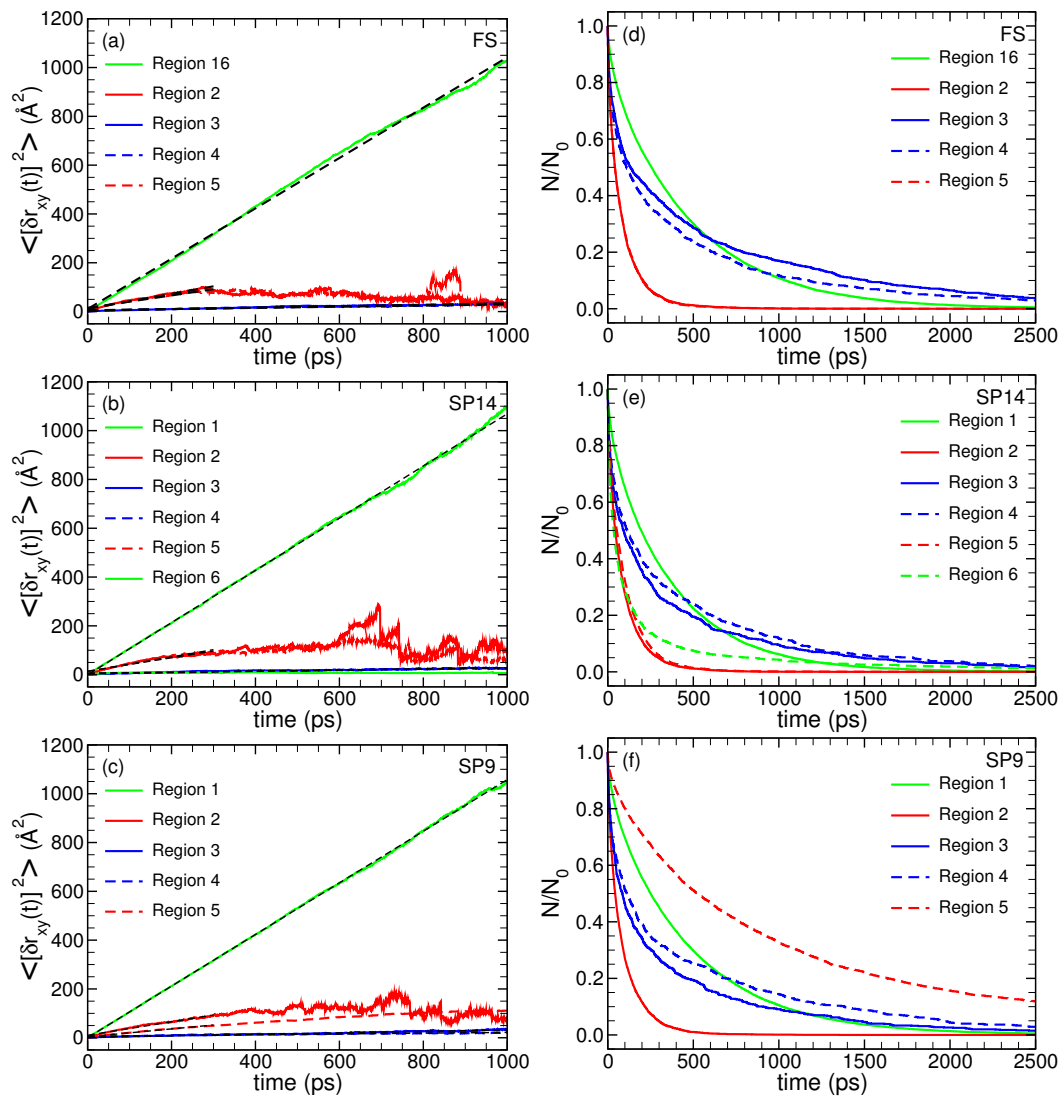 (a) FS
<[δr_xy(t)]²> (Å²)
1200
1000
800
600
400
200
0
Region 16
Region 2
Region 3
Region 4
Region 5
0 200 400 600 800 1000
time (ps)
(d) FS
N/N₀
1.0
0.8
0.6
0.4
0.2
0.0
Region 16
Region 2
Region 3
Region 4
Region 5
0 500 1000 1500 2000 2500
time (ps)
(b) SP14
<[δr_xy(t)]²> (Å²)
1200
1000
800
600
400
200
0
Region 1
Region 2
Region 3
Region 4
Region 5
Region 6
0 200 400 600 800 1000
time (ps)
(e) SP14
N/N₀
1.0
0.8
0.6
0.4
0.2
0.0
Region 1
Region 2
Region 3
Region 4
Region 5
Region 6
0 500 1000 1500 2000 2500
time (ps)
(c) SP9
<[δr_xy(t)]²> (Å²)
1200
1000
800
600
400
200
0
Region 1
Region 2
Region 3
Region 4
Region 5
0 200 400 600 800 1000
time (ps)
(f) SP9
N/N₀
1.0
0.8
0.6
0.4
0.2
0.0
Region 1
Region 2
Region 3
Region 4
Region 5
0 500 1000 1500 2000 2500
time (ps)